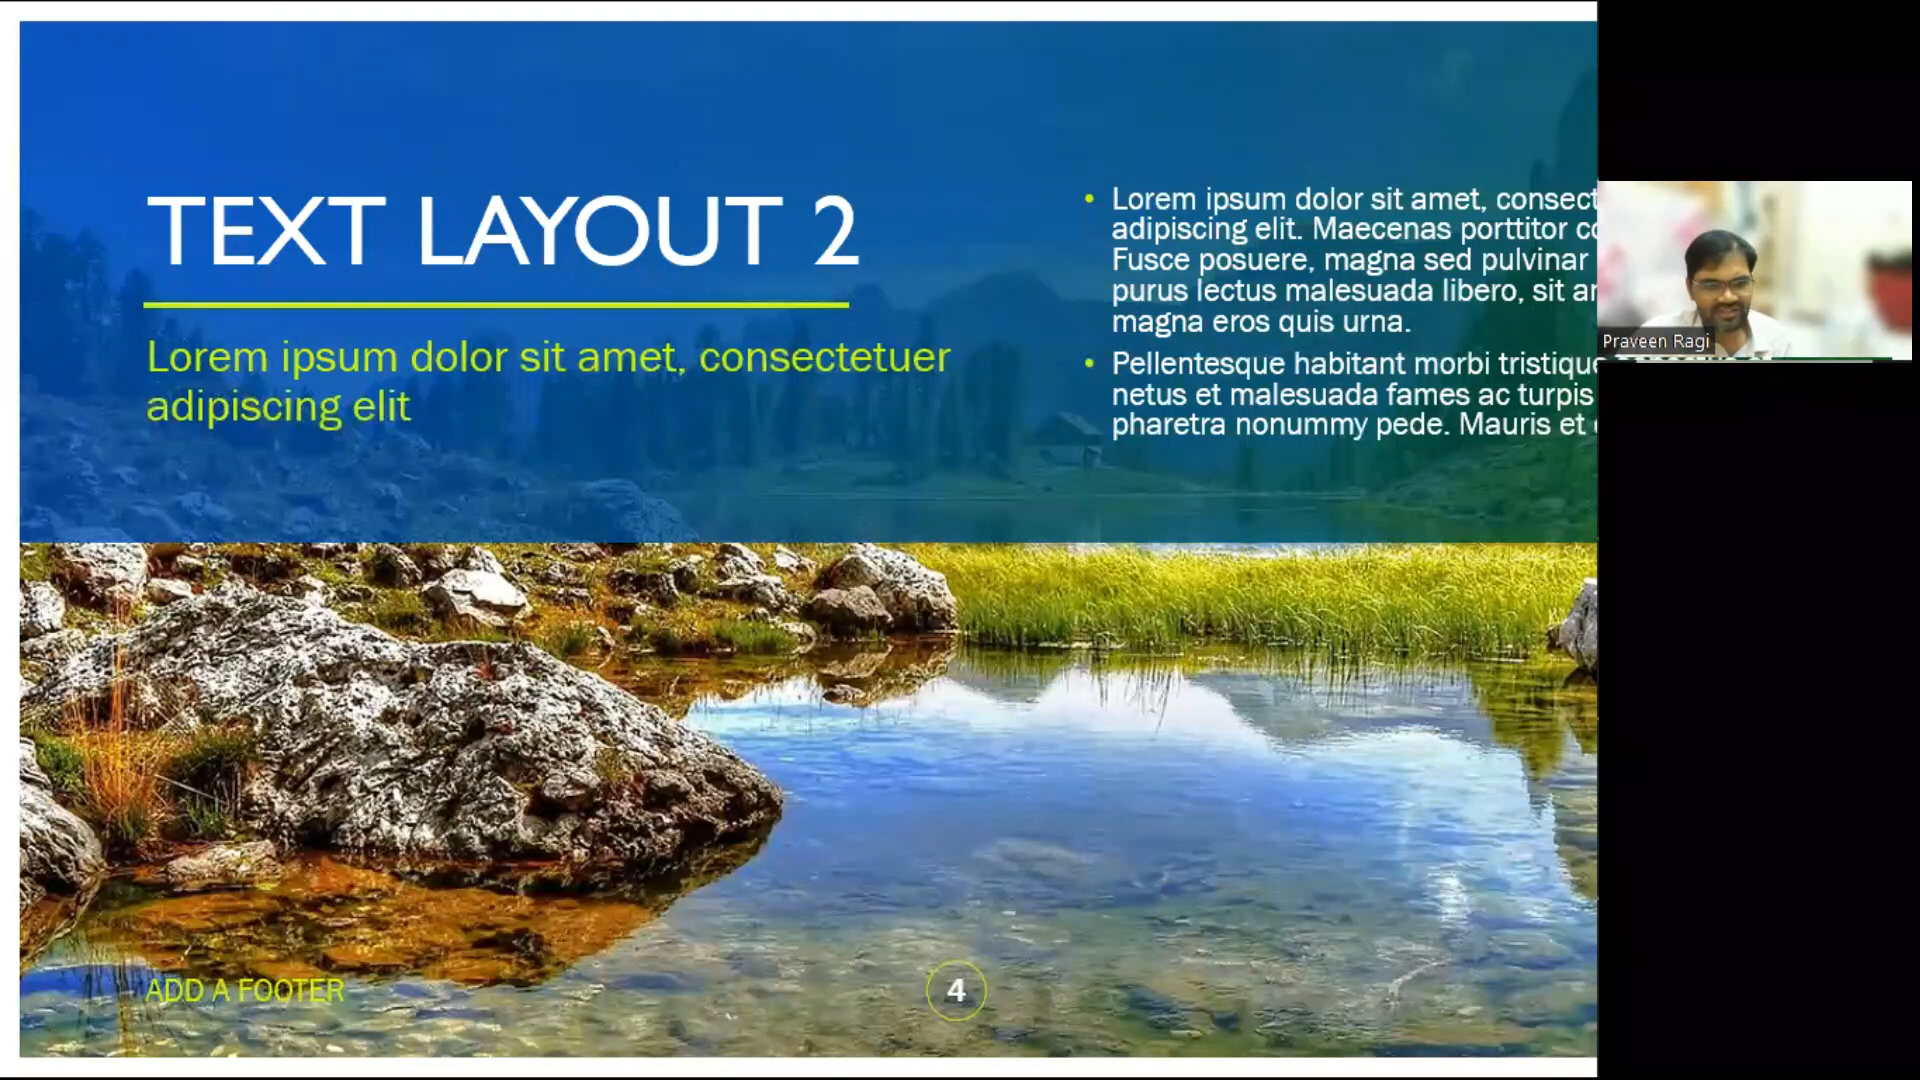 TEXT LAYOUT 2
Lorem ipsum dolor sit amet, consectetuer
adipiscing elit
Lorem ipsum dolor sit amet, consect
adipiscing elit. Maecenas porttitor
Fusce posuere, magna sed pulvinar
purus lectus malesuada libero, sit
magna eros quis urna.
Pellentesque habitant morbi tristique
netus et malesuada fames ac turpis
pharetra nonummy pede. Mauris et
Praveen Ragi
ADD A FOOTER
4